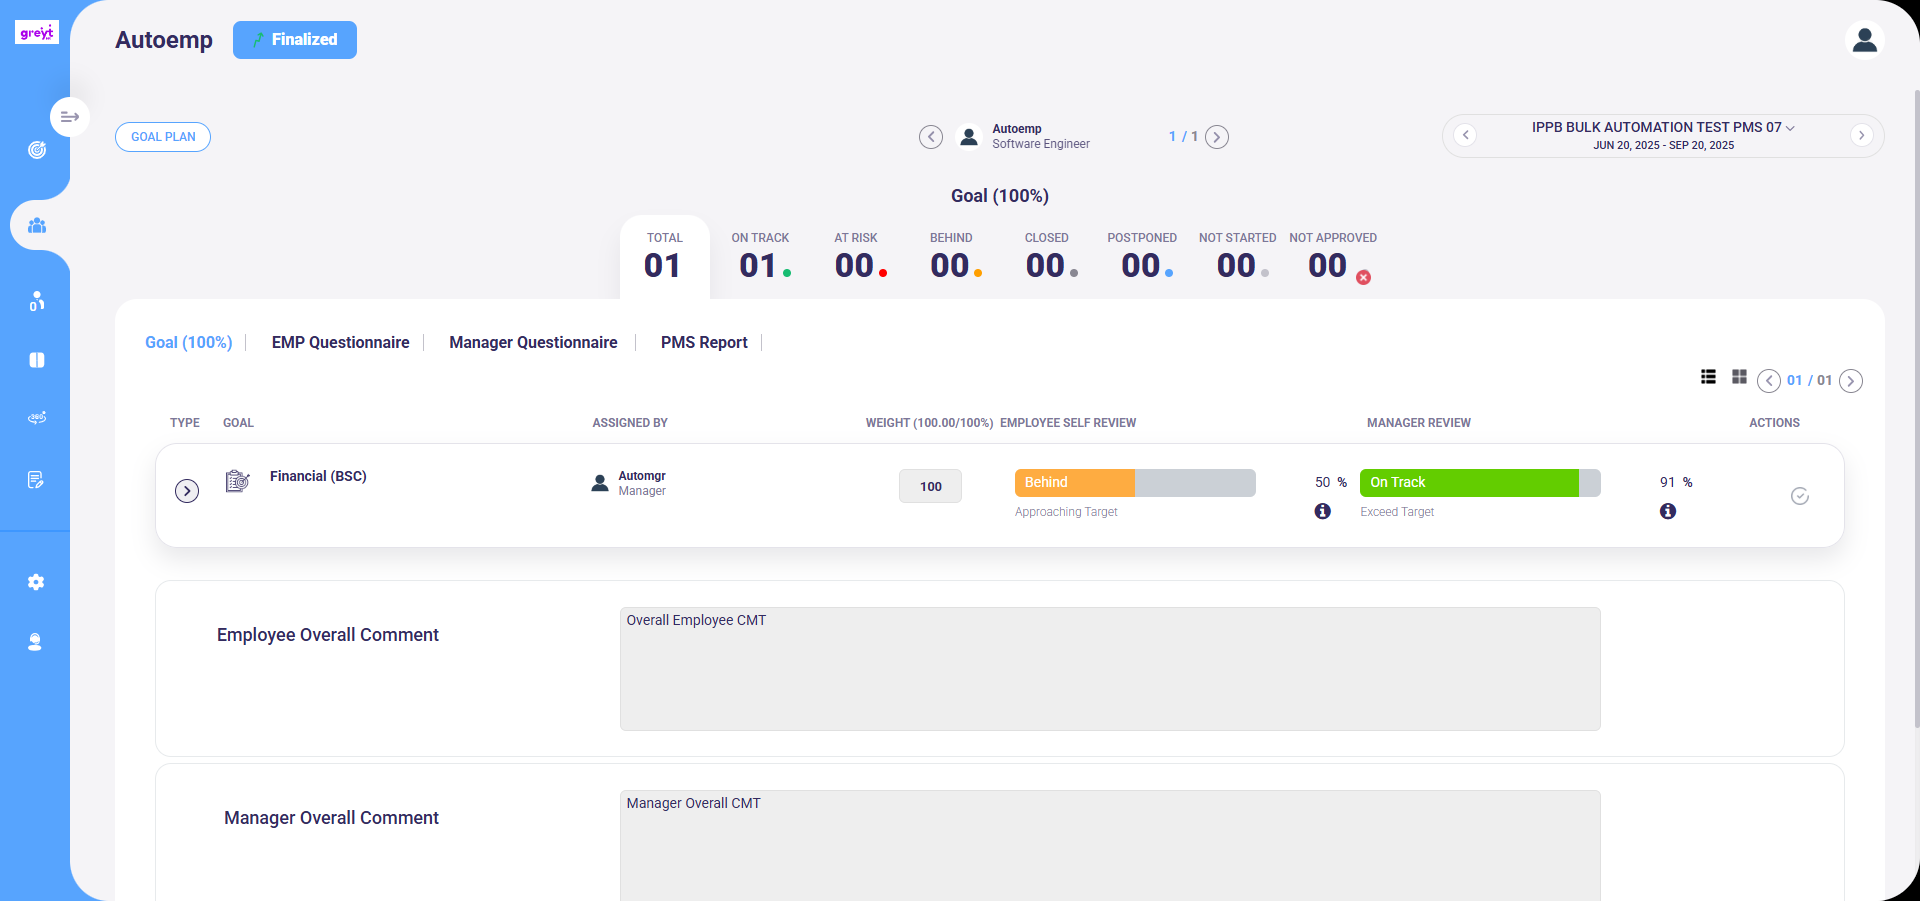 greyt
Autoemp
Finalized
GOAL PLAN
Autoemp
Software Engineer
1 / 1
IPPB BULK AUTOMATION TEST PMS 07
JUN 20, 2025 - SEP 20, 2025
Goal (100%)
TOTAL ON TRACK AT RISK BEHIND CLOSED POSTPONED NOT STARTED NOT APPROVED
01 01 00 00 00 00 00 00
Goal (100%) EMP Questionnaire Manager Questionnaire PMS Report
01 / 01
TYPE GOAL ASSIGNED BY WEIGHT (100.00/100%) EMPLOYEE SELF REVIEW MANAGER REVIEW ACTIONS
Financial (BSC)
Automgr
Manager
100
Behind
50 %
Approaching Target
On Track
91 %
Exceed Target
Employee Overall Comment
Overall Employee CMT
Manager Overall Comment
Manager Overall CMT
360